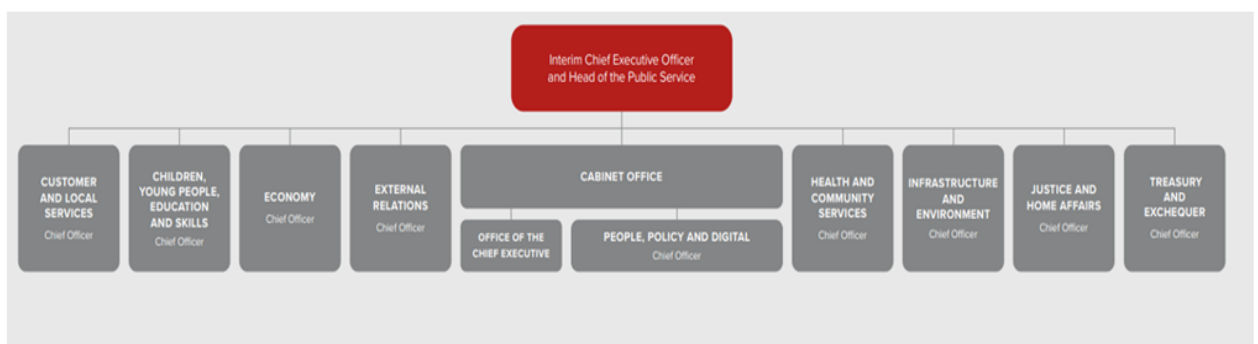 Interim Chief Executive Officer
and Head of the Public Service
CUSTOMER
AND LOCAL
SERVICES
Chief Officer
CHILDREN,
YOUNG PEOPLE,
EDUCATION
AND SKILLS
Chief Officer
ECONOMY
Chief Officer
EXTERNAL
RELATIONS
Chief Officer
CABINET OFFICE
OFFICE OF THE
CHIEF EXECUTIVE
PEOPLE, POLICY AND DIGITAL
Chief Officer
HEALTH AND
COMMUNITY
SERVICES
Chief Officer
INFRASTRUCTURE
AND
ENVIRONMENT
Chief Officer
JUSTICE AND
HOME AFFAIRS
Chief Officer
TREASURY
AND
EXCHEQUER
Chief Officer